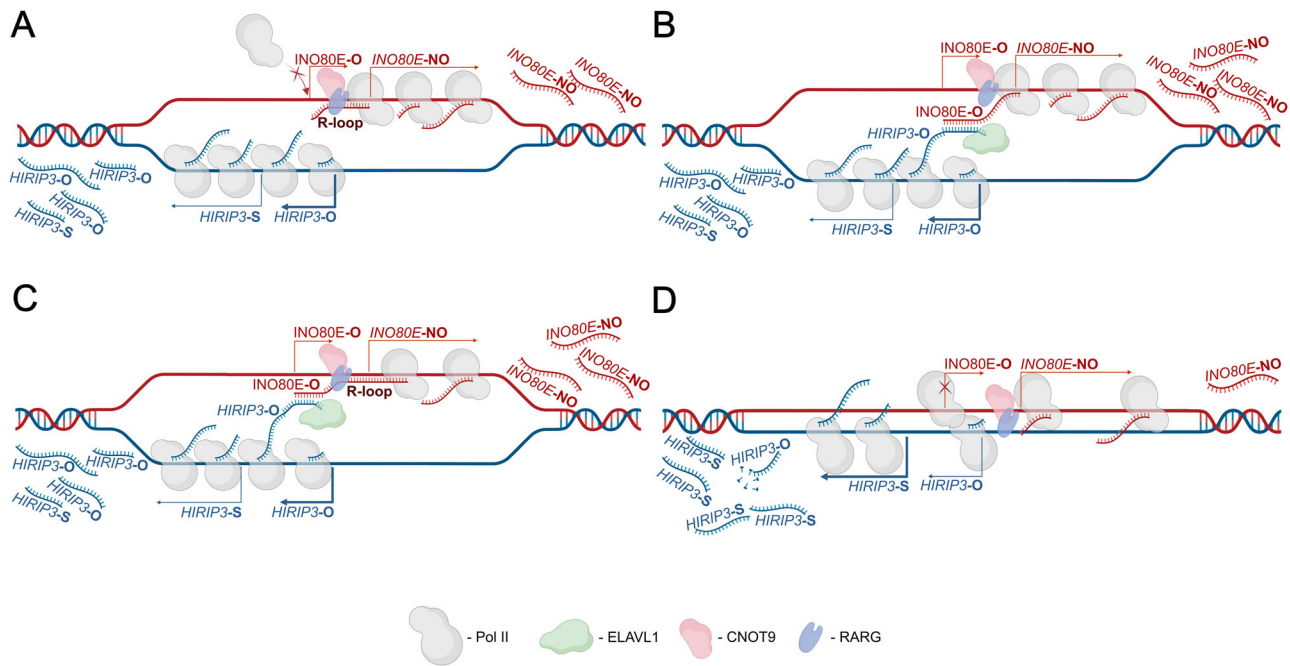 A
INO80E-O
INO80E-NO
INO80E-NO
INO80E-NO
R-loop
HIRIP3-O
HIRIP3-O
HIRIP3-O
HIRIP3-S
HIRIP3-S
HIRIP3-O
B
INO80E-O
INO80E-NO
INO80E-NO
INO80E-NO
INO80E-NO
INO80E-O
HIRIP3-O
HIRIP3-O
HIRIP3-O
HIRIP3-O
HIRIP3-S
HIRIP3-S
HIRIP3-O
C
INO80E-O
INO80E-NO
INO80E-NO
INO80E-NO
INO80E-NO
INO80E-O
R-loop
HIRIP3-O
HIRIP3-O
HIRIP3-O
HIRIP3-O
HIRIP3-S
HIRIP3-S
HIRIP3-O
D
INO80E-O
INO80E-NO
INO80E-NO
HIRIP3-S
HIRIP3-O
HIRIP3-S
HIRIP3-S
HIRIP3-S
HIRIP3-S
HIRIP3-O
- Pol II
- ELAVL1
- CNOT9
- RARG